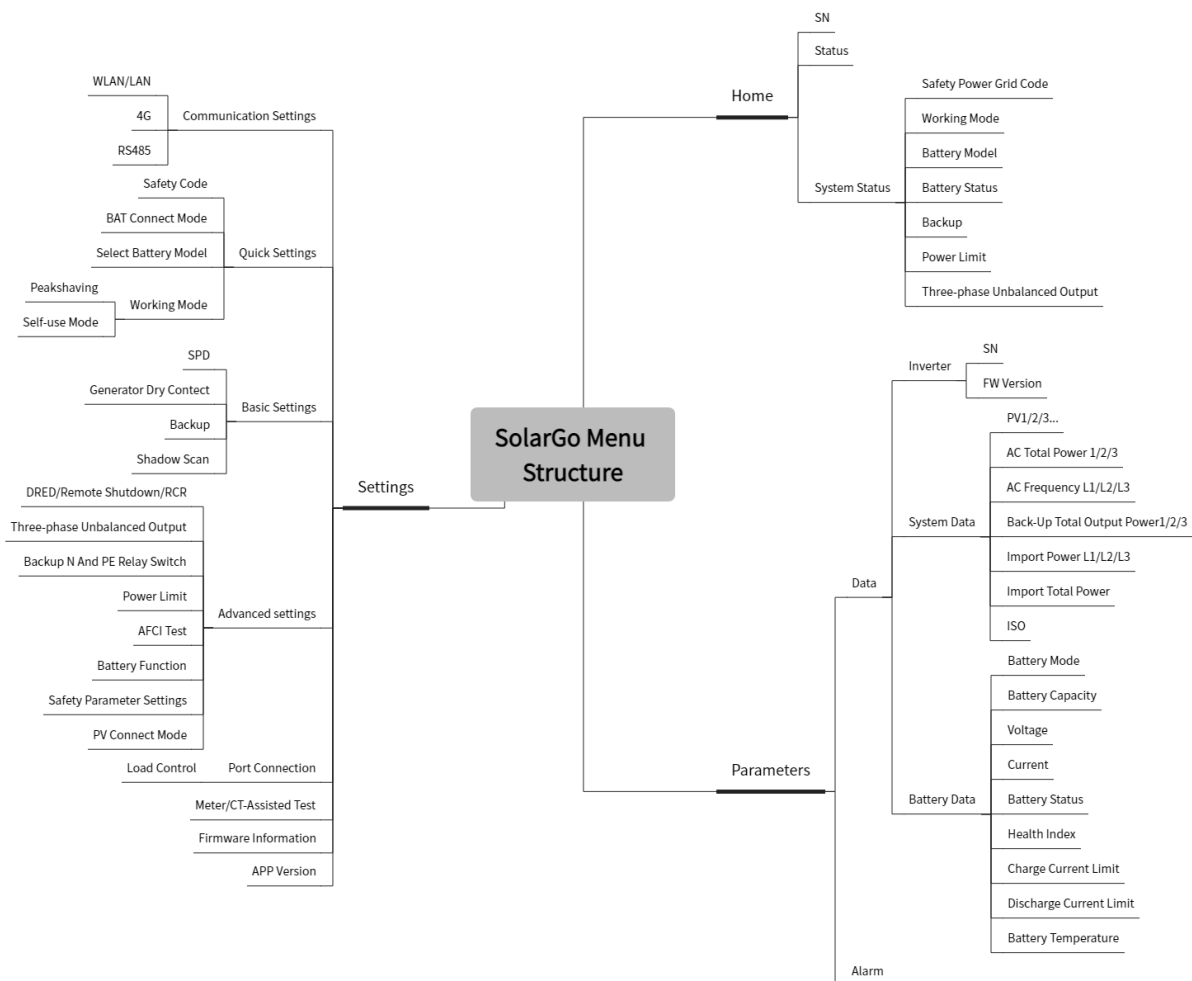 SolarGo Menu
Structure
Home
SN
Status
System Status
Safety Power Grid Code
Working Mode
Battery Model
Battery Status
Backup
Power Limit
Three-phase Unbalanced Output
Parameters
Data
Inverter
SN
FW Version
System Data
PV1/2/3...
AC Total Power 1/2/3
AC Frequency L1/L2/L3
Back-Up Total Output Power1/2/3
Import Power L1/L2/L3
Import Total Power
ISO
Battery Data
Battery Mode
Battery Capacity
Voltage
Current
Battery Status
Health Index
Charge Current Limit
Discharge Current Limit
Battery Temperature
Alarm
Settings
Communication Settings
WLAN/LAN
4G
RS485
Quick Settings
Safety Code
BAT Connect Mode
Select Battery Model
Working Mode
Peakshaving
Self-use Mode
Basic Settings
SPD
Generator Dry Contect
Backup
Shadow Scan
Advanced settings
DRED/Remote Shutdown/RCR
Three-phase Unbalanced Output
Backup N And PE Relay Switch
Power Limit
AFCI Test
Battery Function
Safety Parameter Settings
PV Connect Mode
Port Connection
Load Control
Meter/CT-Assisted Test
Firmware Information
APP Version